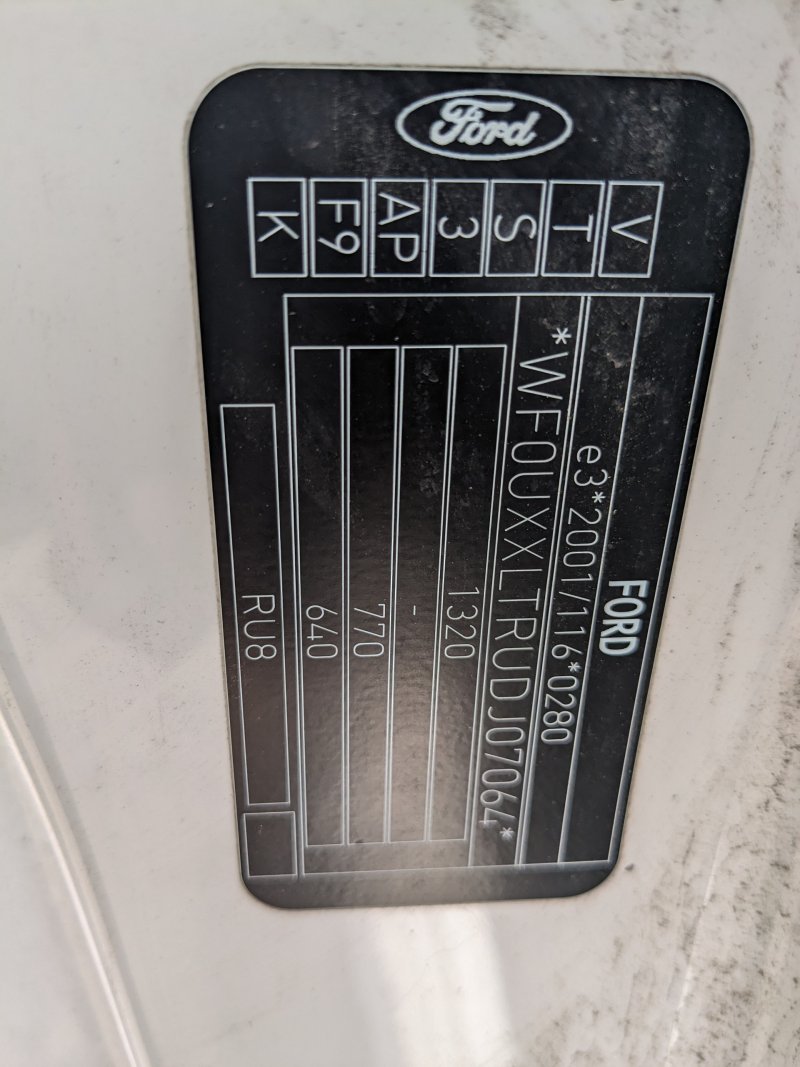 Ford
V T S 3 AP F9 K
FORD
e3*2001/116*0280
*WF0UXXLTRUDJ07064*
1320
-
770
640
RU8